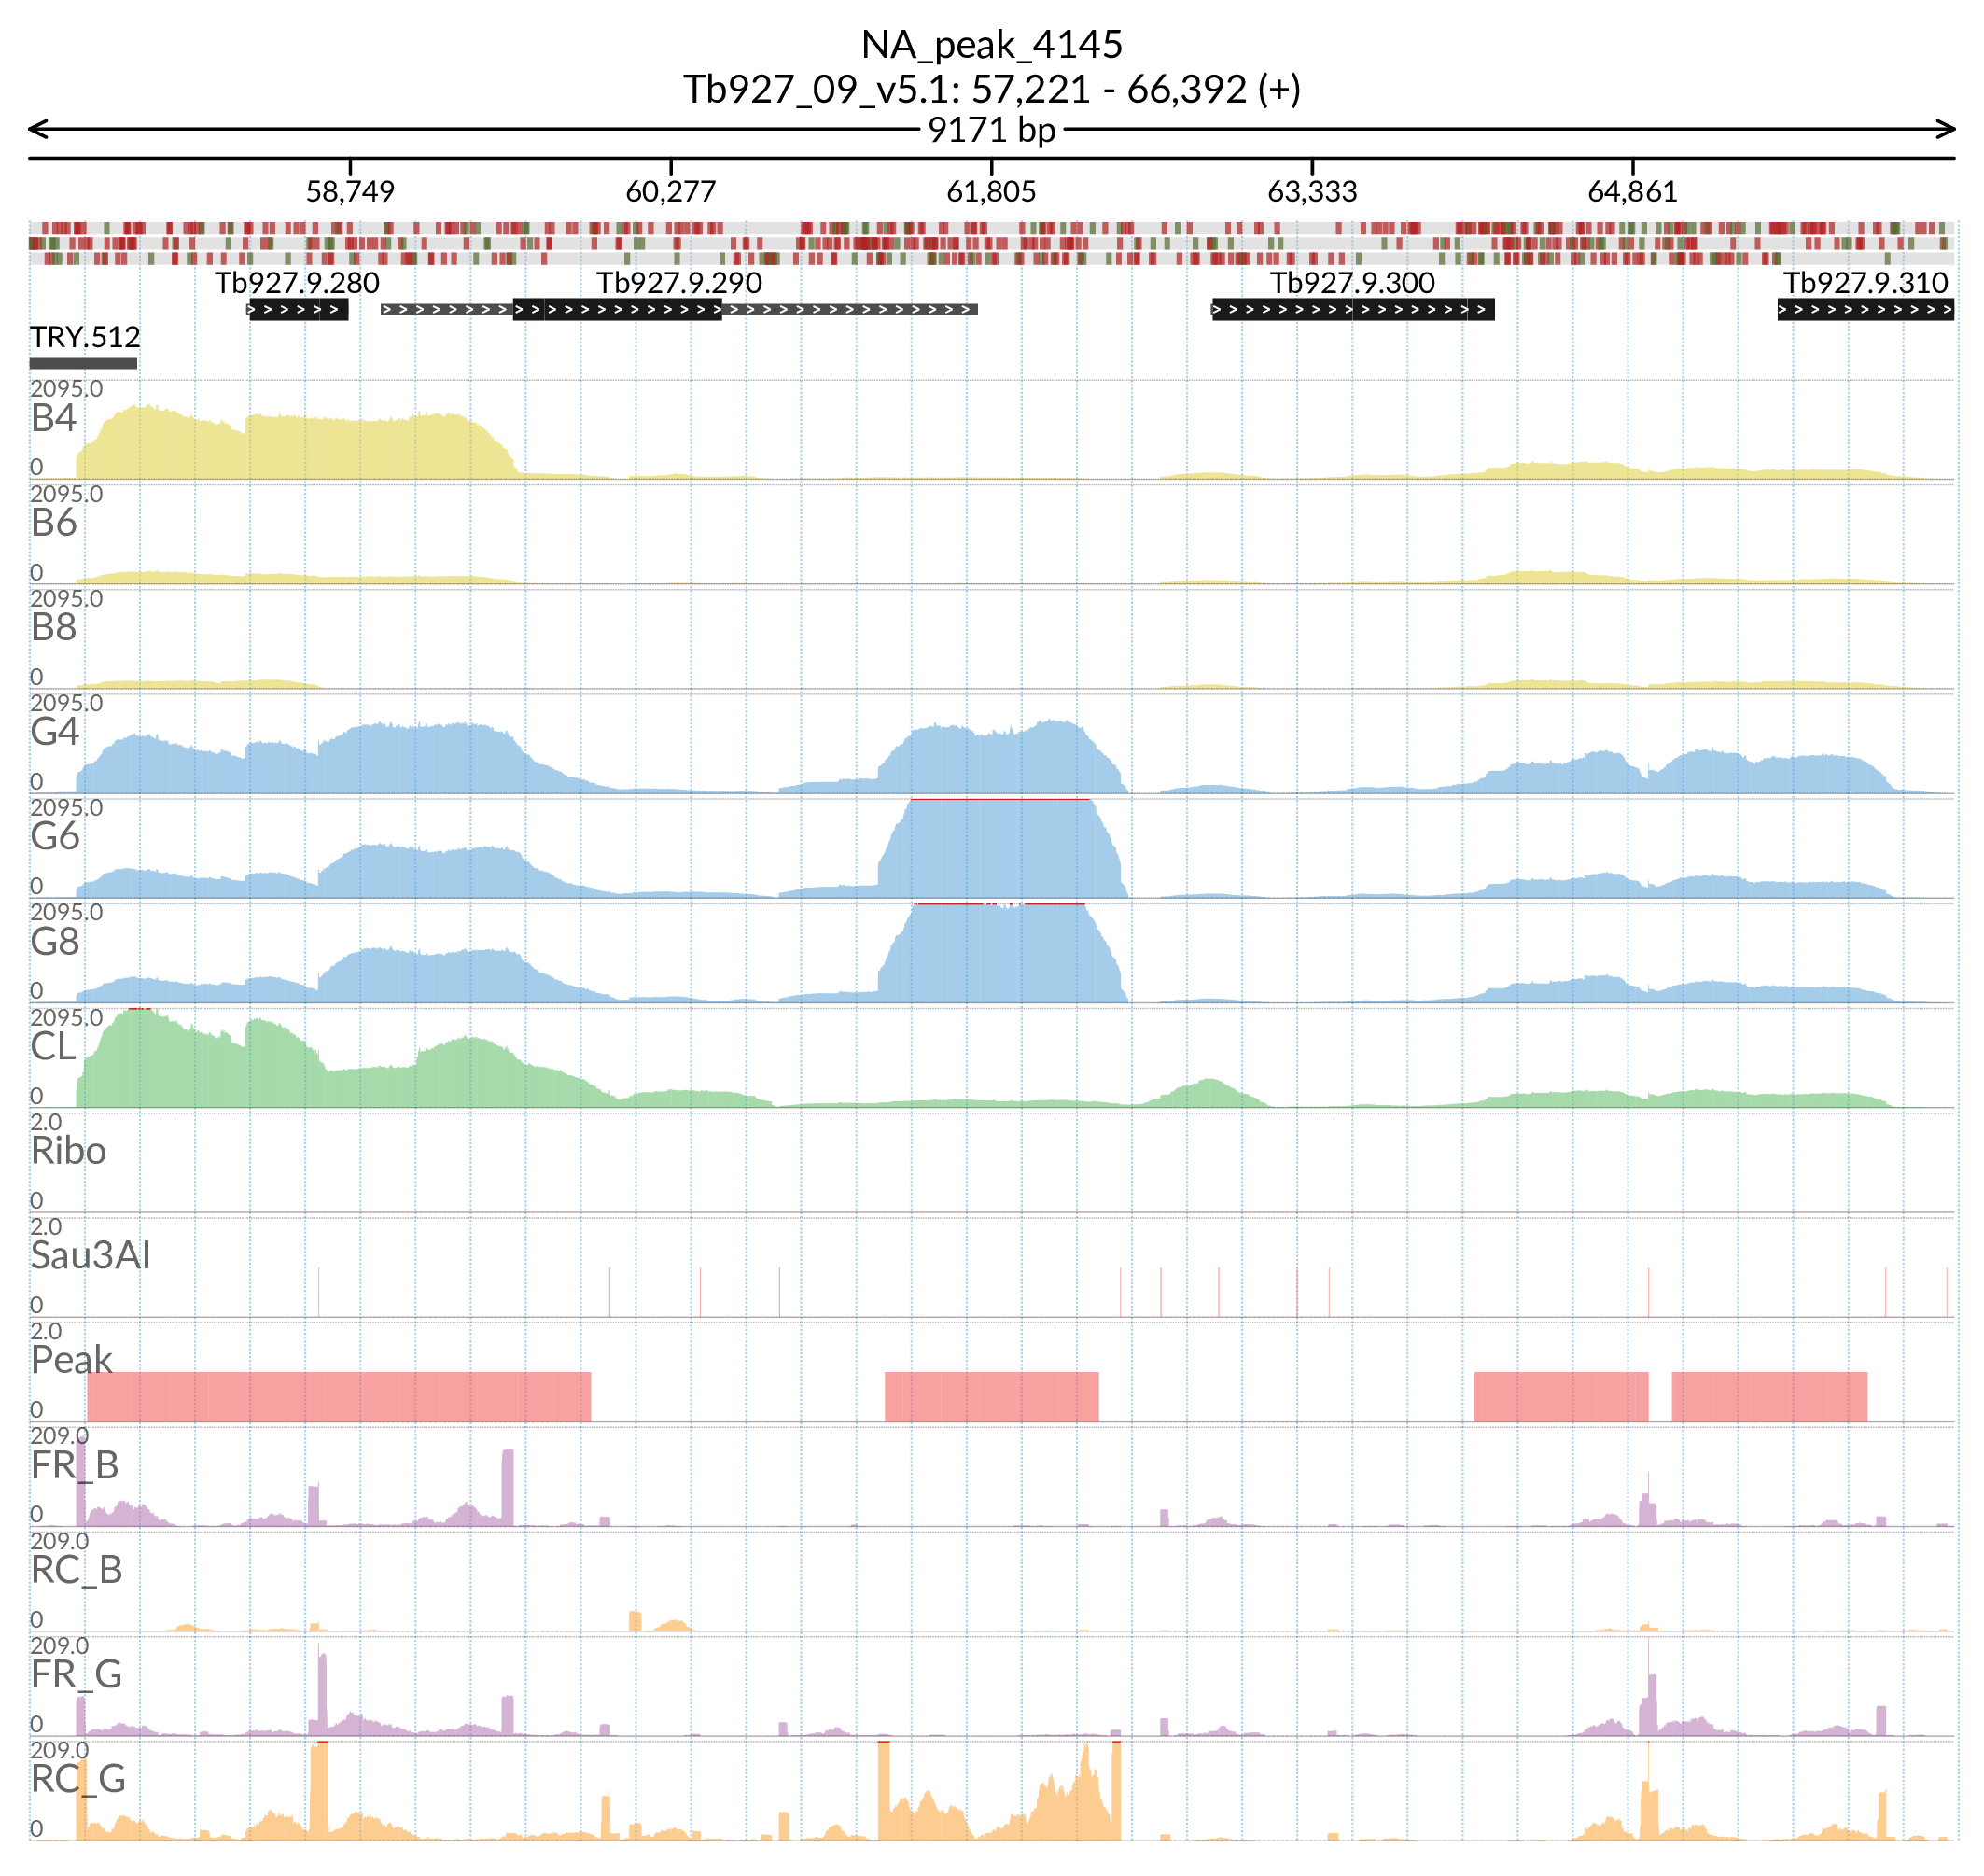 NA_peak_4145
Tb927_09_v5.1: 57,221 - 66,392 (+)
9171 bp
58,749 60,277 61,805 63,333 64,861
Tb927.9.280 Tb927.9.290 Tb927.9.300 Tb927.9.310
TRY.512
2095.0
B4
0
2095.0
B6
0
2095.0
B8
0
2095.0
G4
0
2095.0
G6
0
2095.0
G8
0
2095.0
CL
0
2.0
Ribo
0
2.0
Sau3AI
0
2.0
Peak
0
209.0
FR_B
0
209.0
RC_B
0
209.0
FR_G
0
209.0
RC_G
0